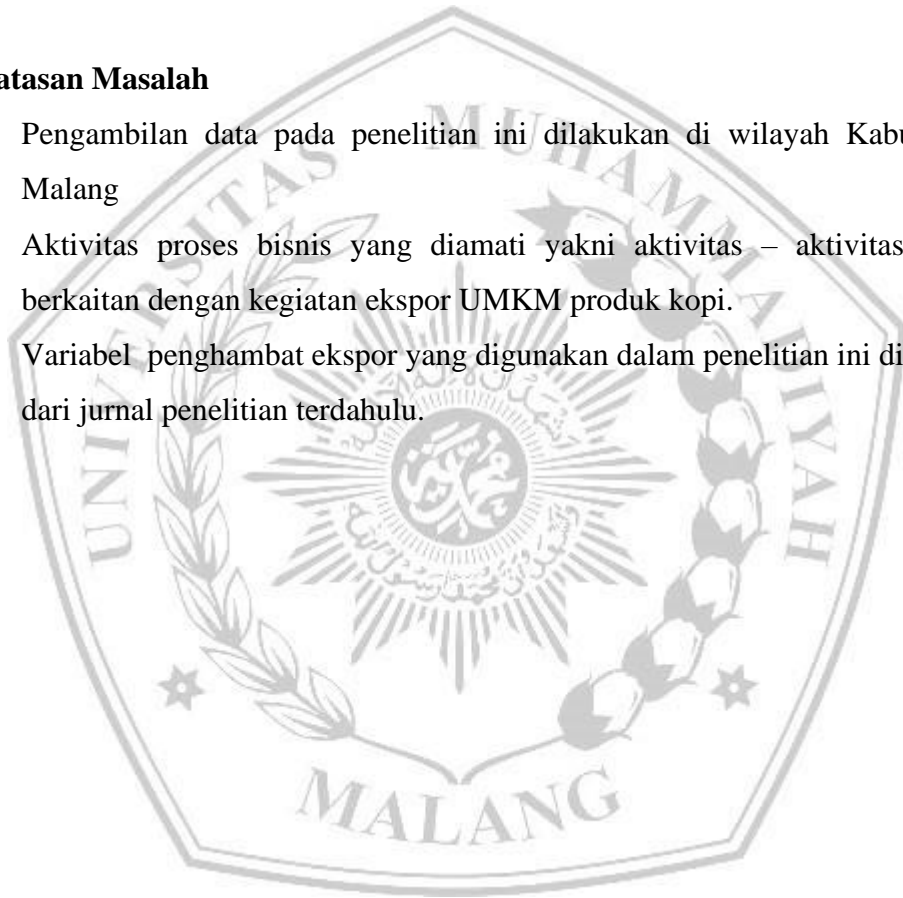 atasan Masalah
Pengambilan data pada penelitian ini dilakukan di wilayah Kabu
Malang
Aktivitas proses bisnis yang diamati yakni aktivitas – aktivitas
berkaitan dengan kegiatan ekspor UMKM produk kopi.
Variabel penghambat ekspor yang digunakan dalam penelitian ini di
dari jurnal penelitian terdahulu.
UNIVERSITAS MUHAMMADIYAH
MALANG